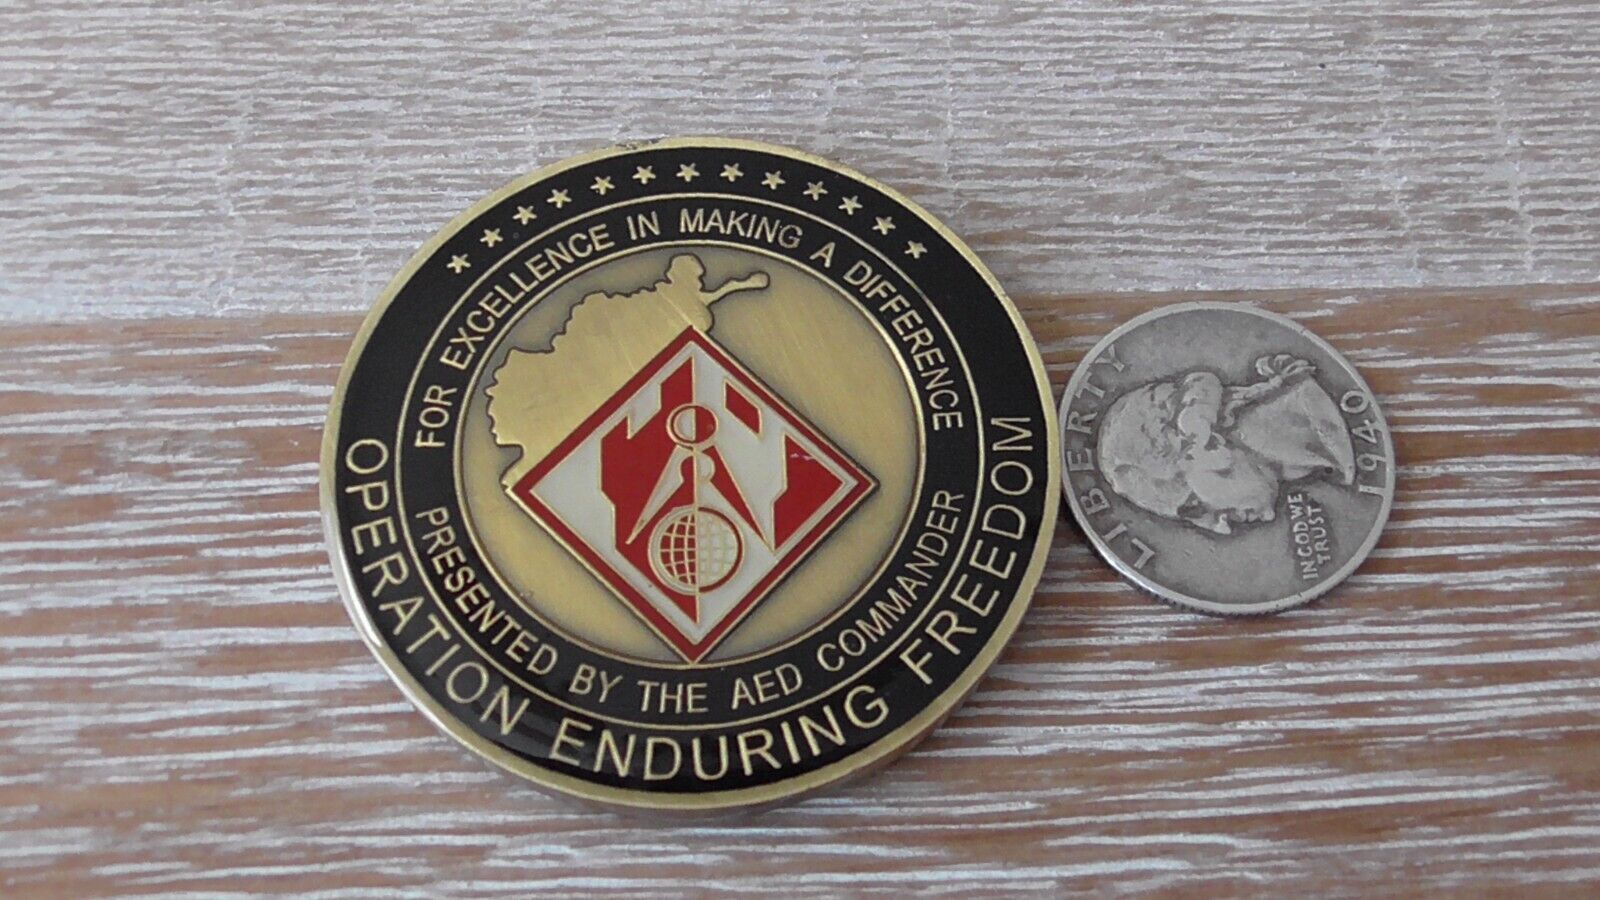 FOR EXCELLENCE IN MAKING A DIFFERENCE
PRESENTED BY THE AED COMMANDER
OPERATION ENDURING FREEDOM
LIBERTY
IN GOD WE
TRUST
1940